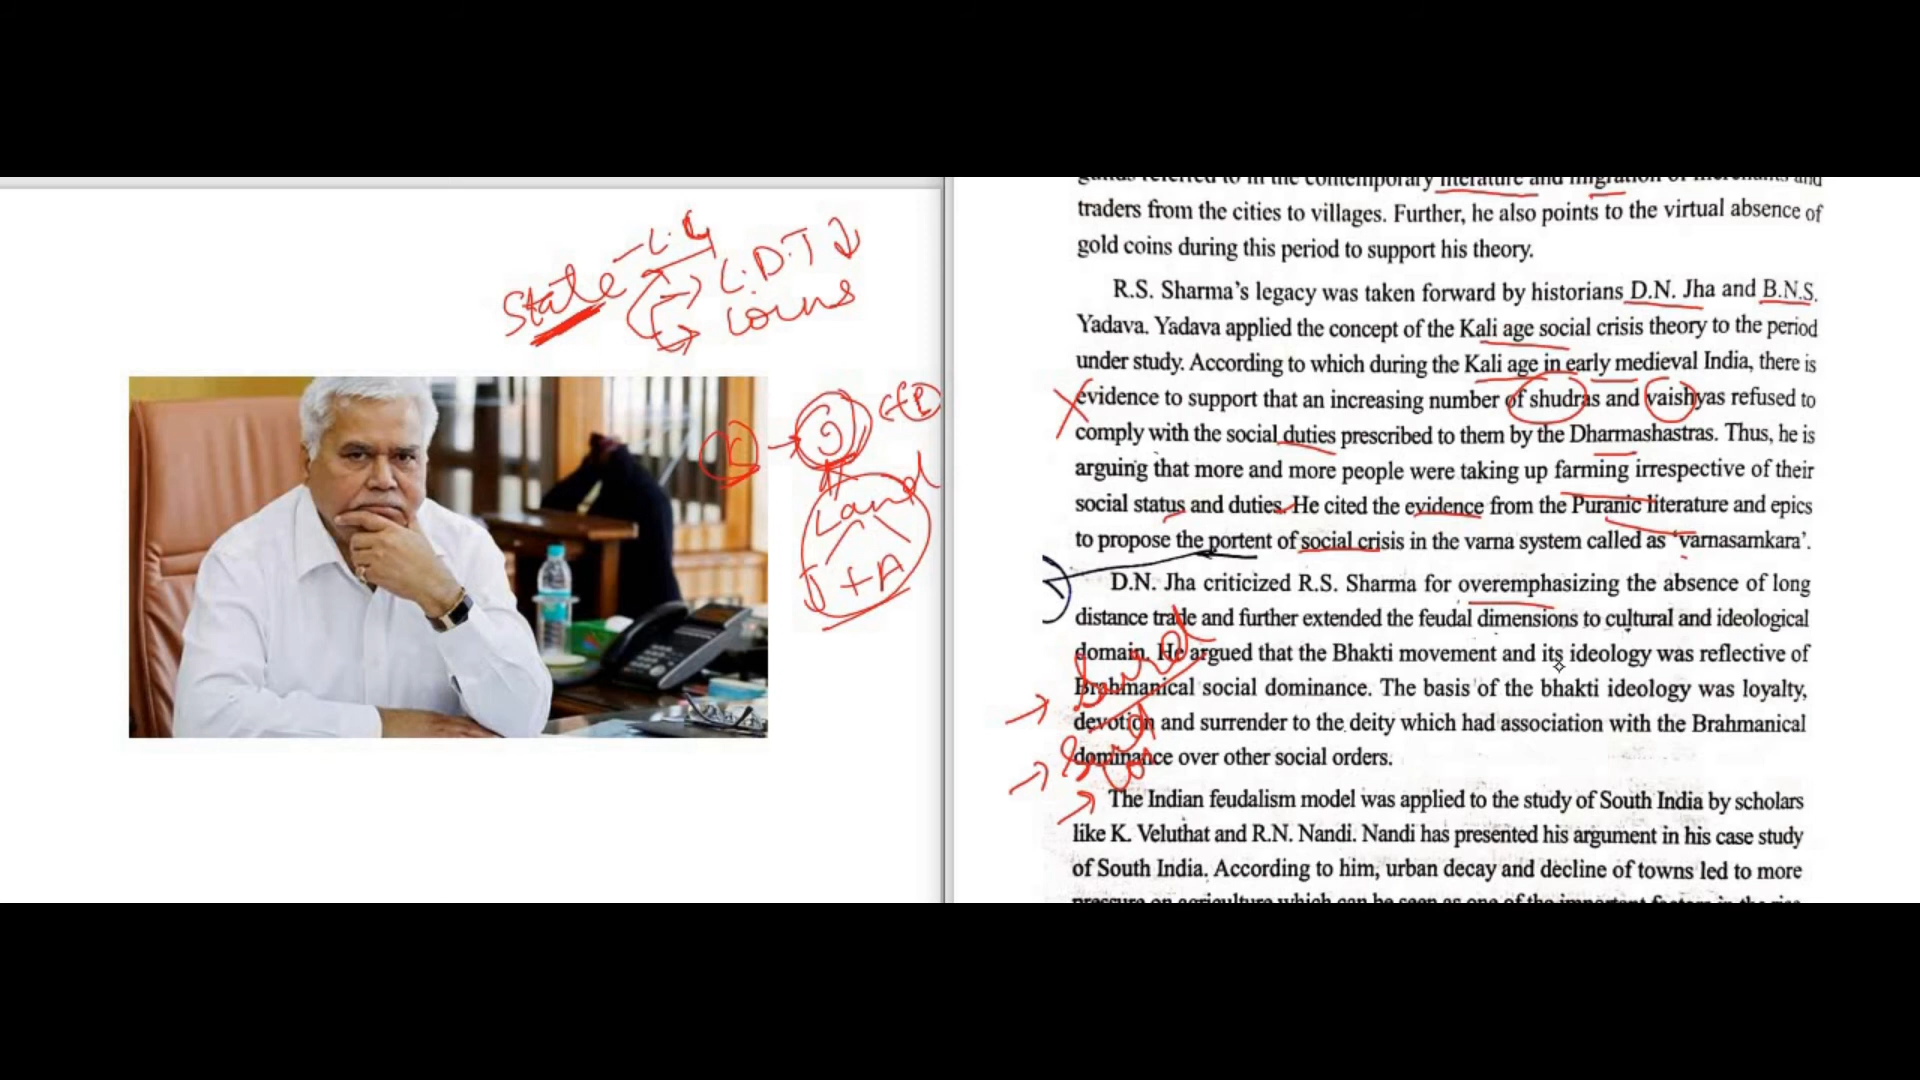 State
L.G
L.D.T ↓
coins
S
G
Land
J + A
traders from the cities to villages. Further, he also points to the virtual absence of
gold coins during this period to support his theory.
R.S. Sharma's legacy was taken forward by historians D.N. Jha and B.N.S.
Yadava. Yadava applied the concept of the Kali age social crisis theory to the period
under study. According to which during the Kali age in early medieval India, there is
evidence to support that an increasing number of shudras and vaishyas refused to
comply with the social duties prescribed to them by the Dharmashastras. Thus, he is
arguing that more and more people were taking up farming irrespective of their
social status and duties. He cited the evidence from the Puranic literature and epics
to propose the portent of social crisis in the varna system called as 'varnasamkara'.
D.N. Jha criticized R.S. Sharma for overemphasizing the absence of long
distance trade and further extended the feudal dimensions to cultural and ideological
domain. He argued that the Bhakti movement and its ideology was reflective of
Brahmanical social dominance. The basis of the bhakti ideology was loyalty,
devotion and surrender to the deity which had association with the Brahmanical
dominance over other social orders.
The Indian feudalism model was applied to the study of South India by scholars
like K. Veluthat and R.N. Nandi. Nandi has presented his argument in his case study
of South India. According to him, urban decay and decline of towns led to more